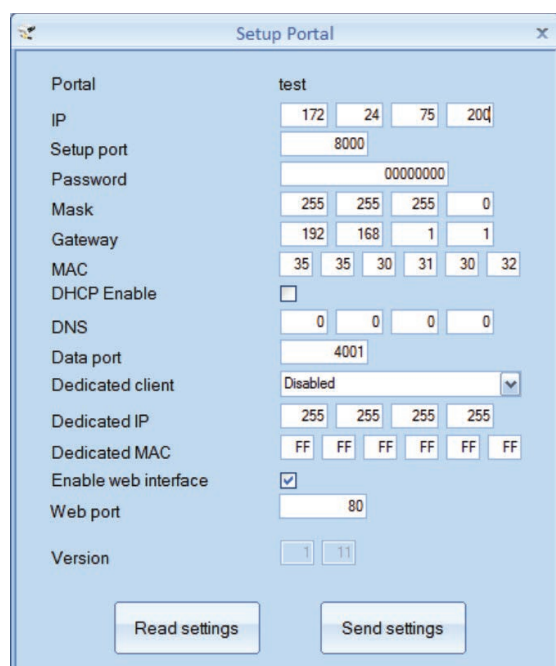 Setup Portal x
Portal test
IP 172 24 75 200
Setup port 8000
Password 00000000
Mask 255 255 255 0
Gateway 192 168 1 1
MAC 35 35 30 31 30 32
DHCP Enable
DNS 0 0 0 0
Data port 4001
Dedicated client Disabled
Dedicated IP 255 255 255 255
Dedicated MAC FF FF FF FF FF FF
Enable web interface
Web port 80
Version 1 11
Read settings Send settings